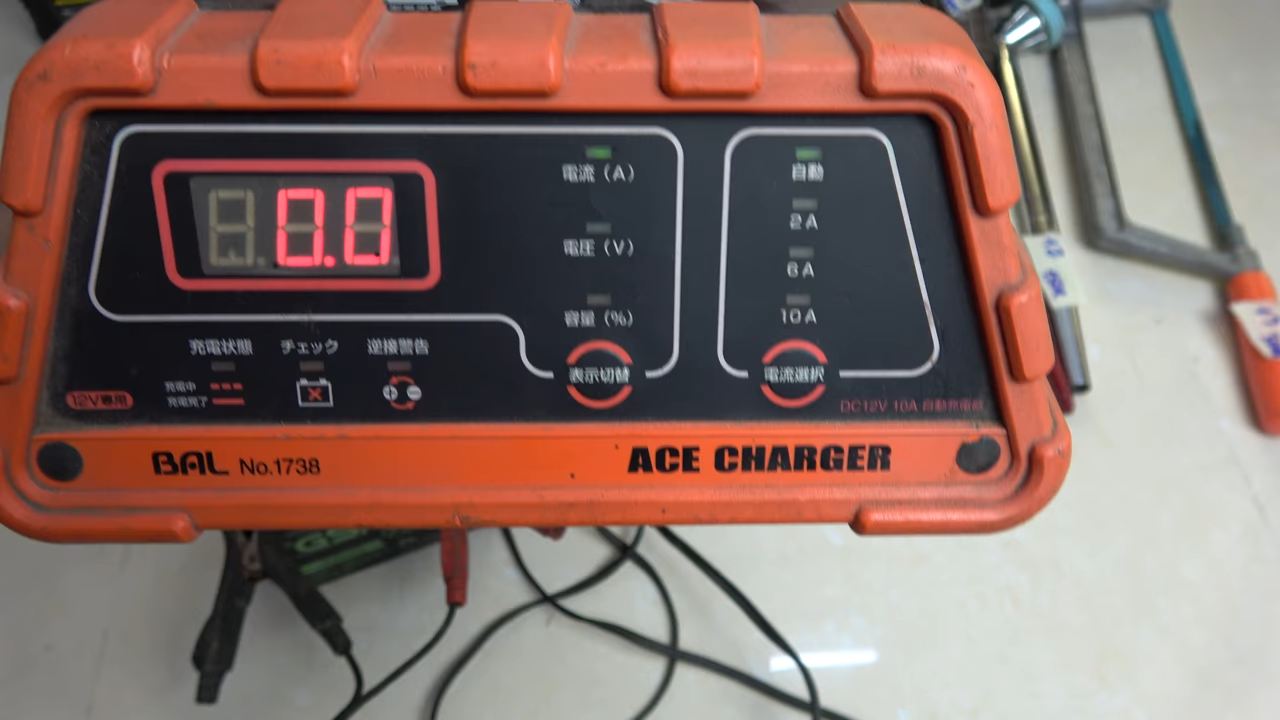 0.0
電流（A）
電圧（V）
容量（%）
表示切替
自動
2A
6A
10A
電流選択
充電状態
チェック
逆接警告
充電中
充電完了
12V専用
DC12V 10A 自動充電器
BAL No.1738
ACE CHARGER
GS